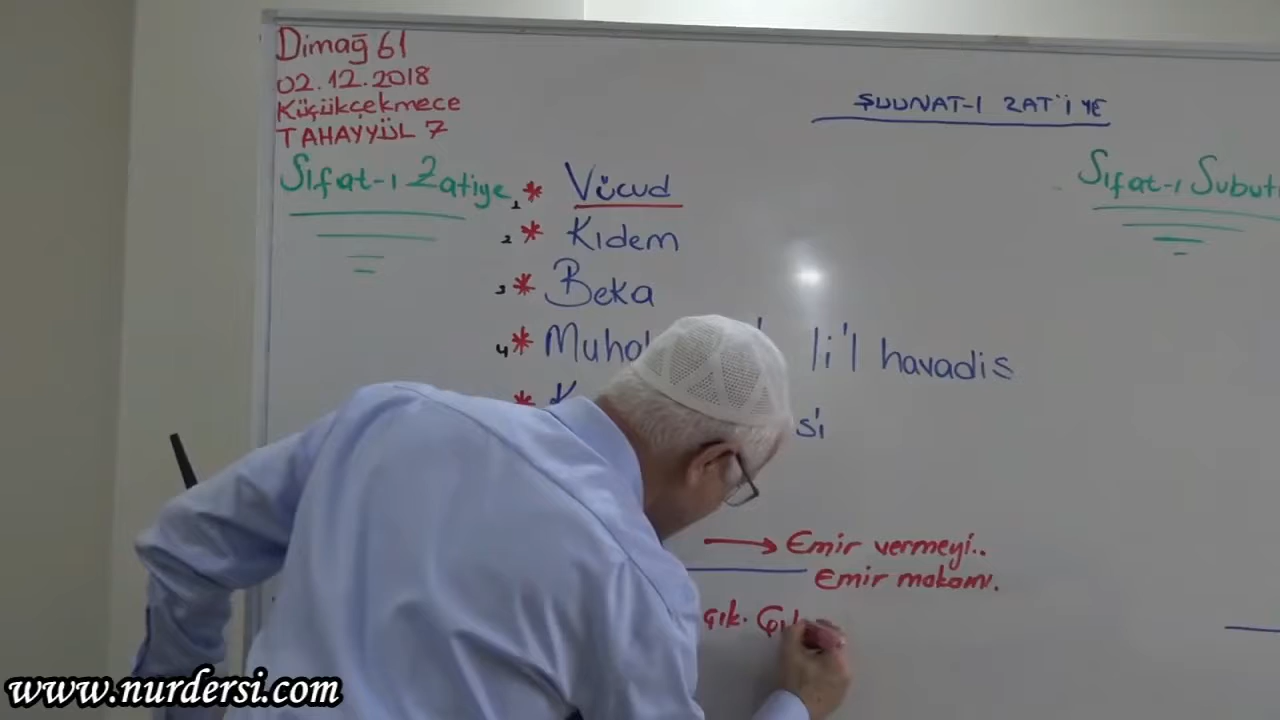 Dimağ 61
02.12.2018
Küçükçekmece
TAHAYYÜL 7
ŞUUNAT-I ZAT'İYE
Sıfat-ı Zatiye
Sıfat-ı
1 * Vücud
2 * Kıdem
3 * Beka
4 * li'l havadis
*
→ Emir vermeyi..
Emir makamı.
www.nurdersi.com